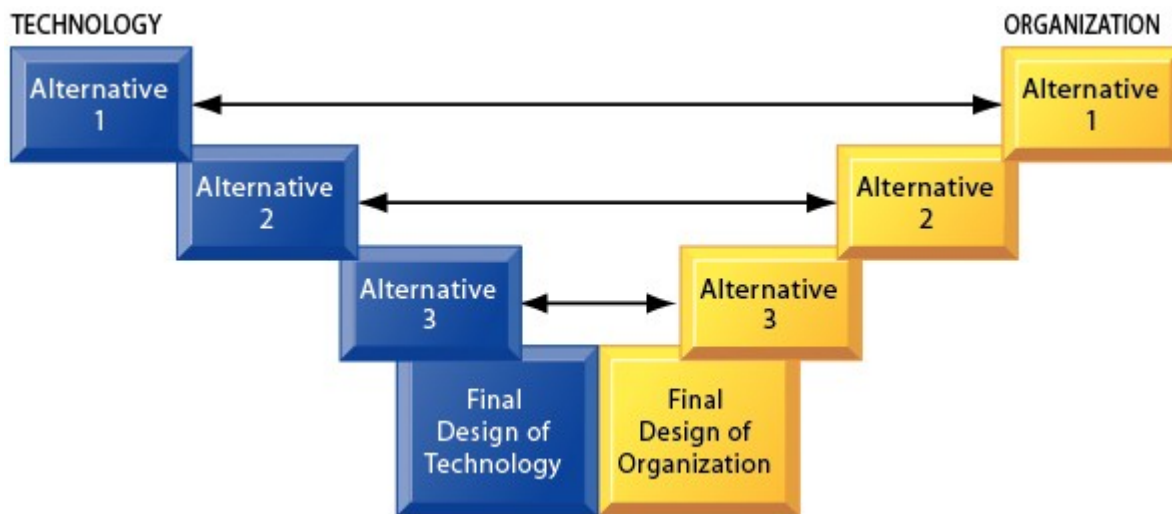 TECHNOLOGY
ORGANIZATION
Alternative
1
Alternative
1
Alternative
2
Alternative
2
Alternative
3
Alternative
3
Final
Design of
Technology
Final
Design of
Organization